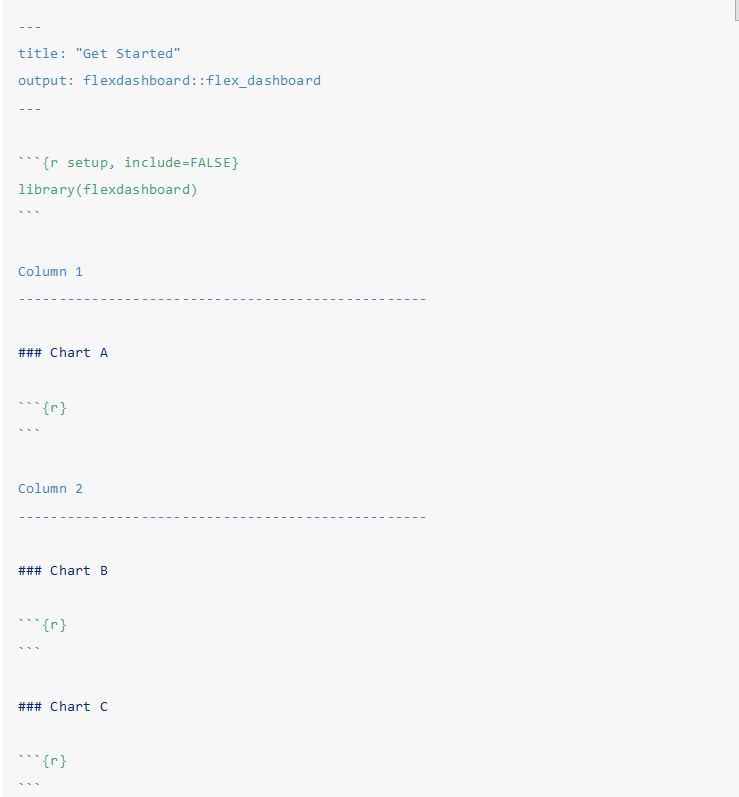 ---
title: "Get Started"
output: flexdashboard::flex_dashboard
---
```{r setup, include=FALSE}
library(flexdashboard)
```
Column 1
--------------------------------------------------
### Chart A
```{r}
```
Column 2
--------------------------------------------------
### Chart B
```{r}
```
### Chart C
```{r}
```